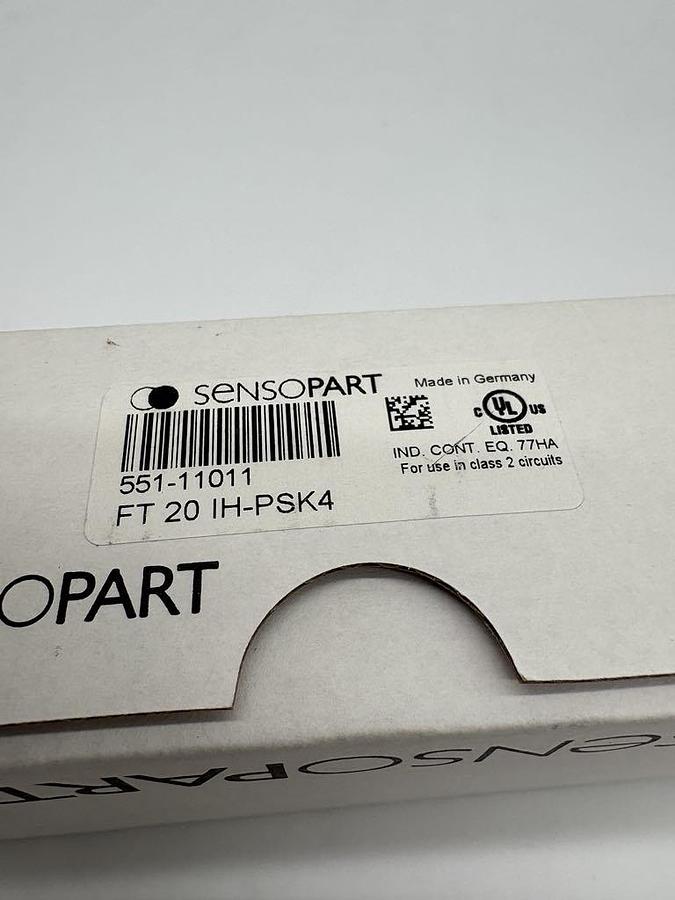 SENSOPART
Made in Germany
C UL US
LISTED
IND. CONT. EQ. 77HA
For use in class 2 circuits
551-11011
FT 20 IH-PSK4
OPART
SENSOPART